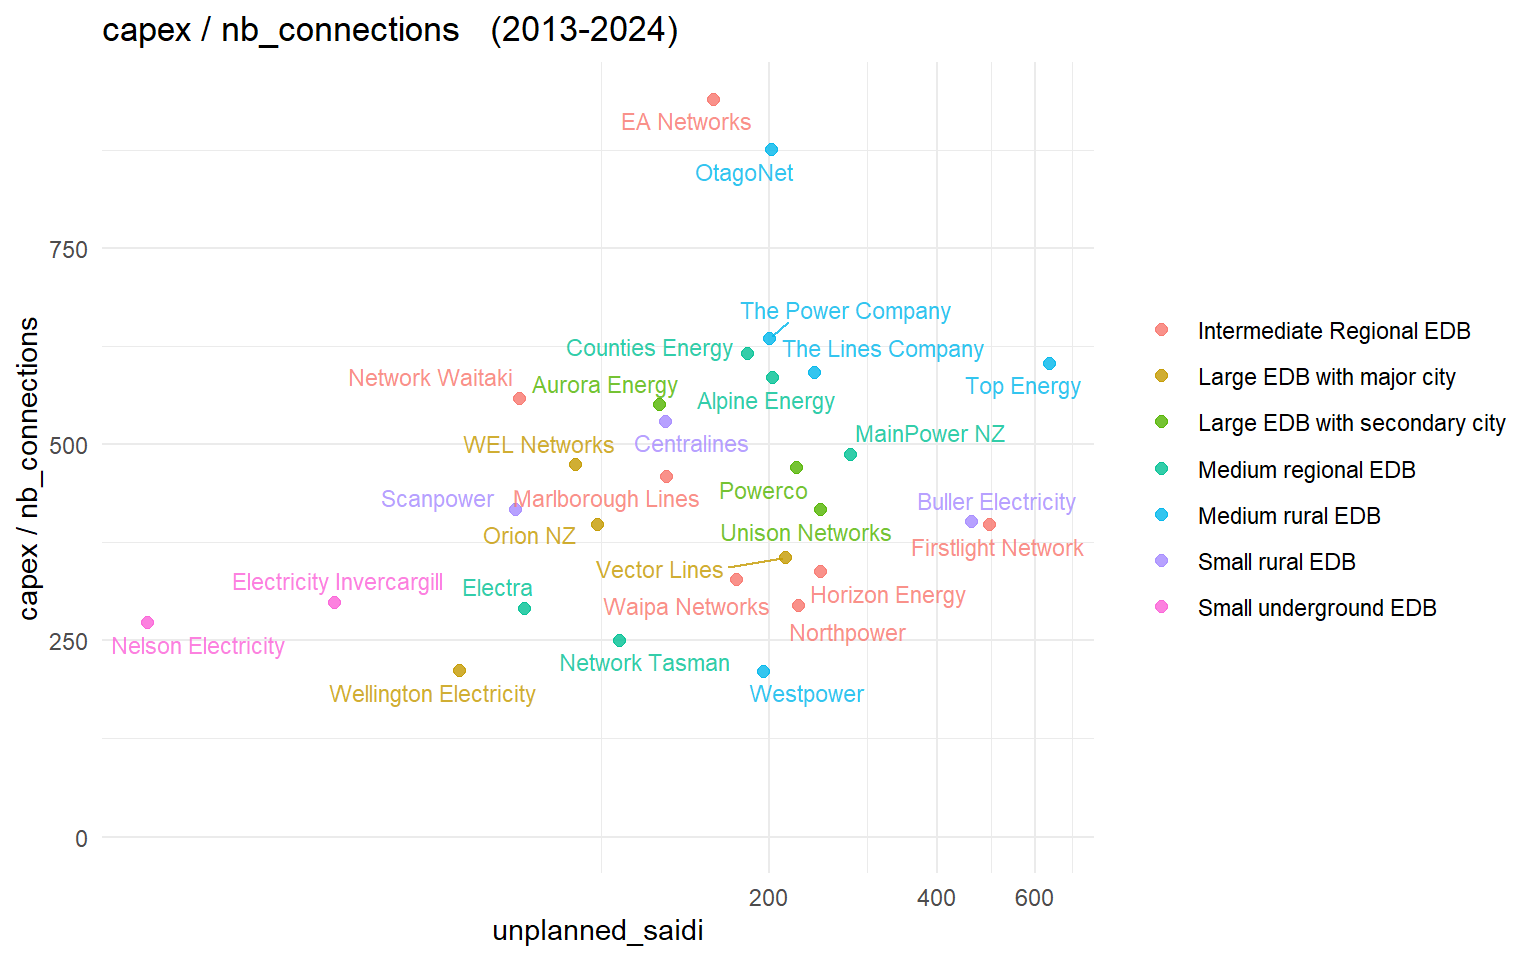 capex / nb_connections   (2013-2024)
EA Networks
OtagoNet
750
The Power Company
Counties Energy
The Lines Company
Network Waitaki
Aurora Energy
Top Energy
Alpine Energy
500
WEL Networks
Centralines
MainPower NZ
Scanpower
Marlborough Lines
Powerco
Buller Electricity
Orion NZ
Unison Networks
Firstlight Network
Vector Lines
Electricity Invercargill
Electra
Waipa Networks
Horizon Energy
Northpower
250
Nelson Electricity
Network Tasman
Wellington Electricity
Westpower
0
200
400
600
unplanned_saidi
capex / nb_connections
Intermediate Regional EDB
Large EDB with major city
Large EDB with secondary city
Medium regional EDB
Medium rural EDB
Small rural EDB
Small underground EDB